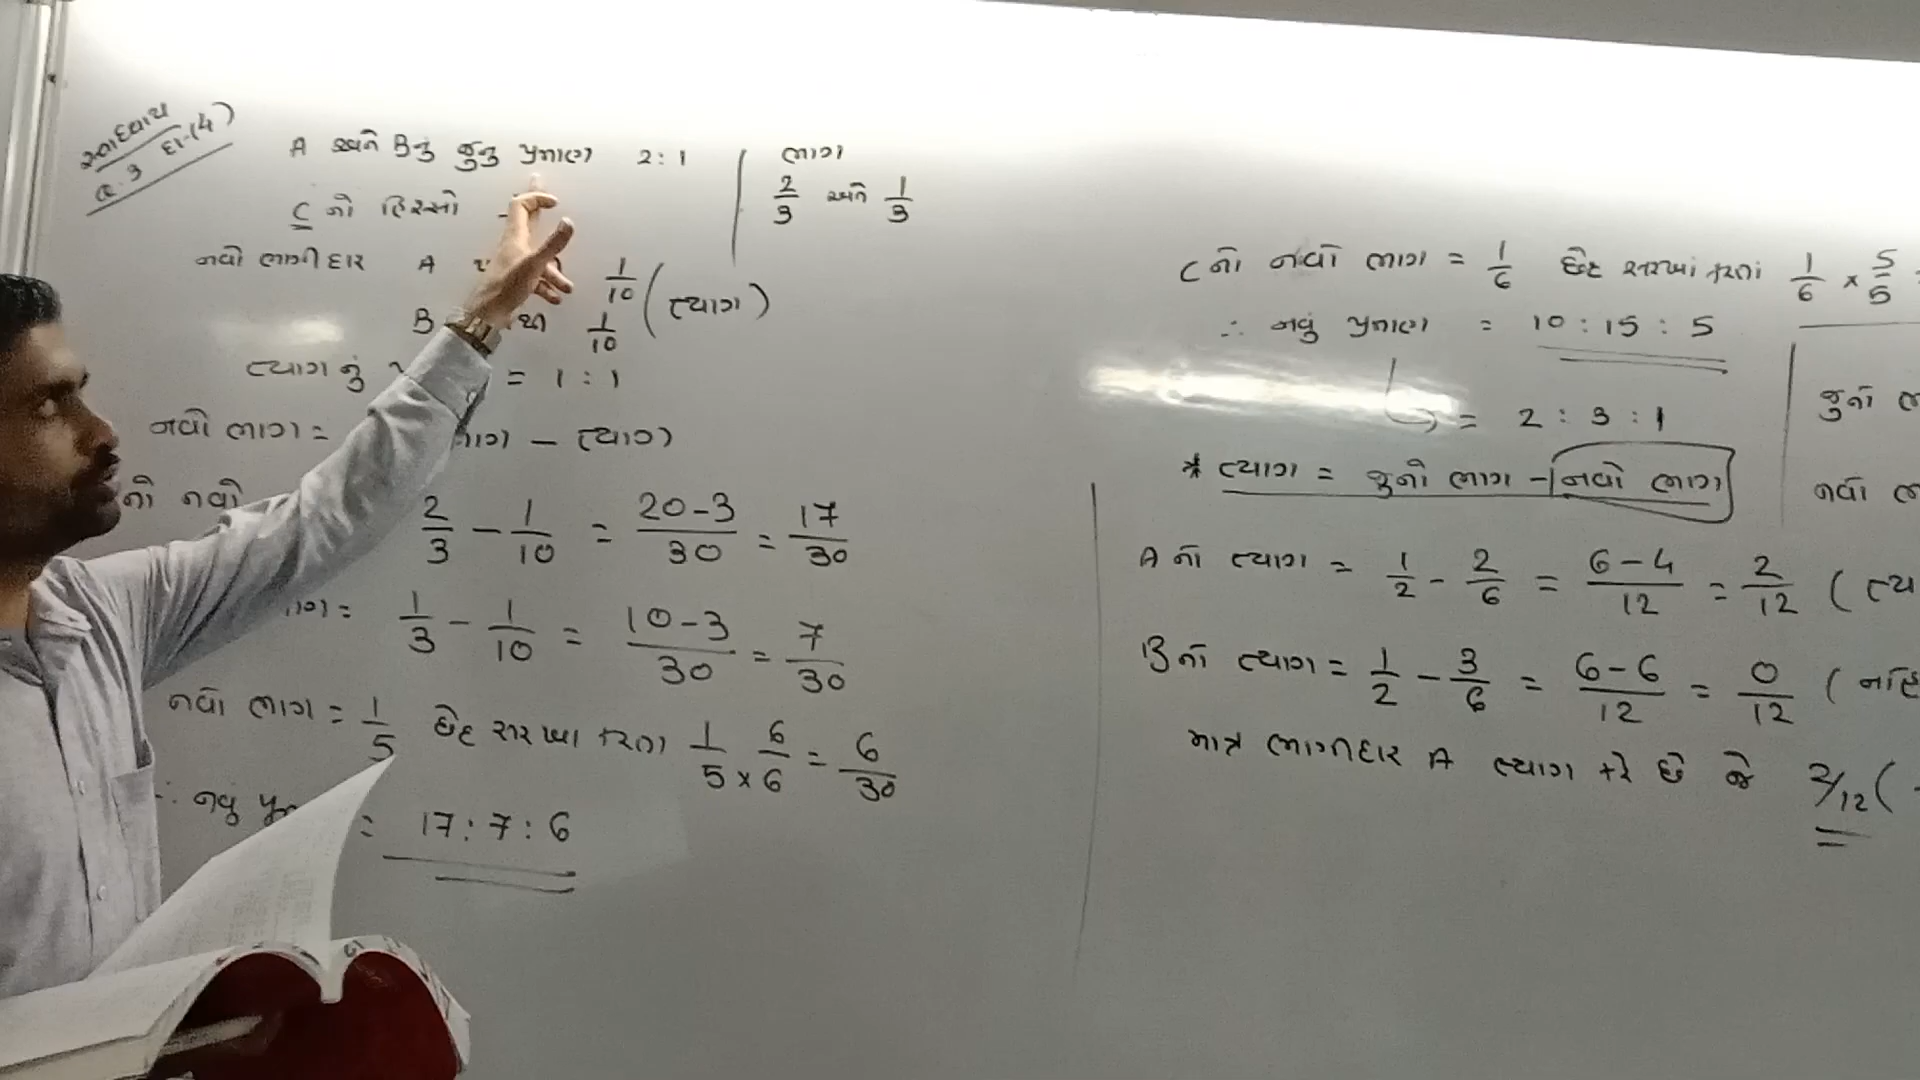 સ્વાધ્યાય
Q.3 દા-(4)
A અને Bનું જુનુ પ્રમાણ 2:1
ભાગ
2/3 અને 1/3
C નો હિસ્સો
નવો ભાગીદાર A 1/10 (ત્યાગ)
B થી 1/10
ત્યાગ નું = 1:1
નવો ભાગ = ભાગ - ત્યાગ
નો નવો 2/3 - 1/10 = 20-3/30 = 17/30
ભાગ = 1/3 - 1/10 = 10-3/30 = 7/30
નવો ભાગ = 1/5 છેદ સરખા કરતા 1/5 × 6/6 = 6/30
∴ નવું = 17:7:6
C નો નવો ભાગ = 1/6 છેદ સરખાં કરતાં 1/6 × 5/5
∴ નવું પ્રમાણ = 10:15:5
= 2:3:1
* ત્યાગ = જુનો ભાગ - નવો ભાગ
A નો ત્યાગ = 1/2 - 2/6 = 6-4/12 = 2/12 (ત્યા
B નો ત્યાગ = 1/2 - 3/6 = 6-6/12 = 0/12 (નહિ
માત્ર ભાગીદાર A ત્યાગ કરે છે જે 2/12 (
જુનો ભ
નવો ભ